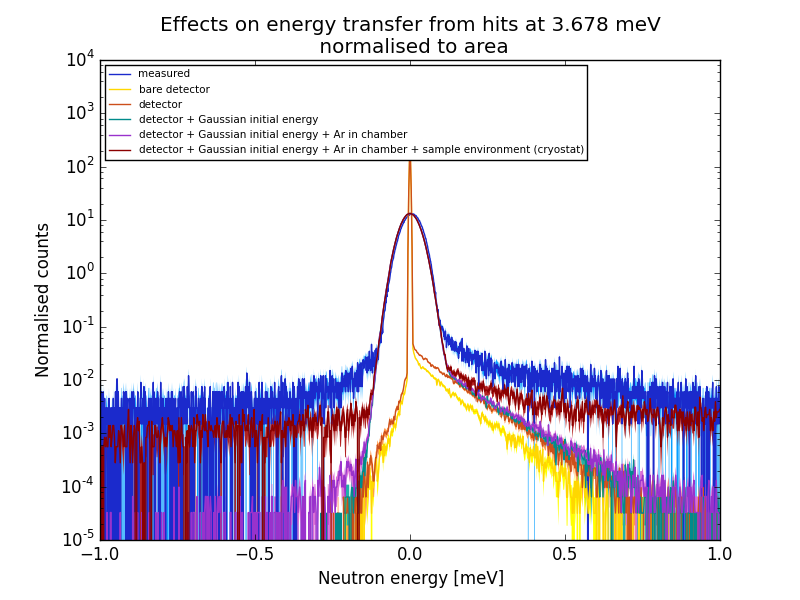 Effects on energy transfer from hits at 3.678 meV
normalised to area
10^4
10^3
10^2
10^1
10^0
10^-1
10^-2
10^-3
10^-4
10^-5
Normalised counts
measured
bare detector
detector
detector + Gaussian initial energy
detector + Gaussian initial energy + Ar in chamber
detector + Gaussian initial energy + Ar in chamber + sample environment (cryostat)
−1.0 −0.5 0.0 0.5 1.0
Neutron energy [meV]